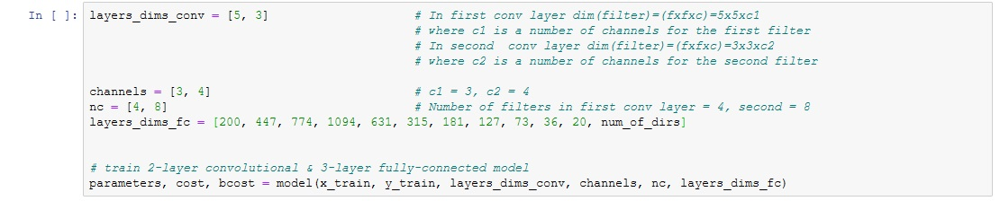 In [ ]: layers_dims_conv = [5, 3] # In first conv layer dim(filter)=(fxfxc)=5x5xc1
# where c1 is a number of channels for the first filter
# In second conv layer dim(filter)=(fxfxc)=3x3xc2
# where c2 is a number of channels for the second filter
channels = [3, 4] # c1 = 3, c2 = 4
nc = [4, 8] # Number of filters in first conv layer = 4, second = 8
layers_dims_fc = [200, 447, 774, 1094, 631, 315, 181, 127, 73, 36, 20, num_of_dirs]
# train 2-layer convolutional & 3-layer fully-connected model
parameters, cost, bcost = model(x_train, y_train, layers_dims_conv, channels, nc, layers_dims_fc)